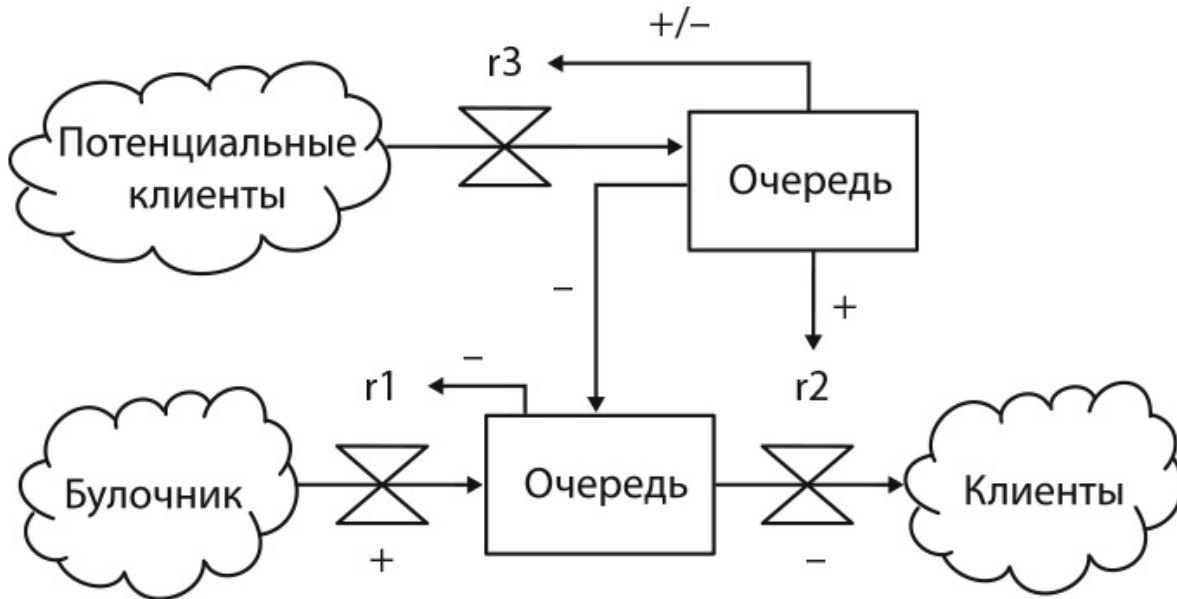 +/–
r3
Потенциальные
клиенты
Очередь
–
+
–
r1
r2
Булочник
Очередь
Клиенты
+
–